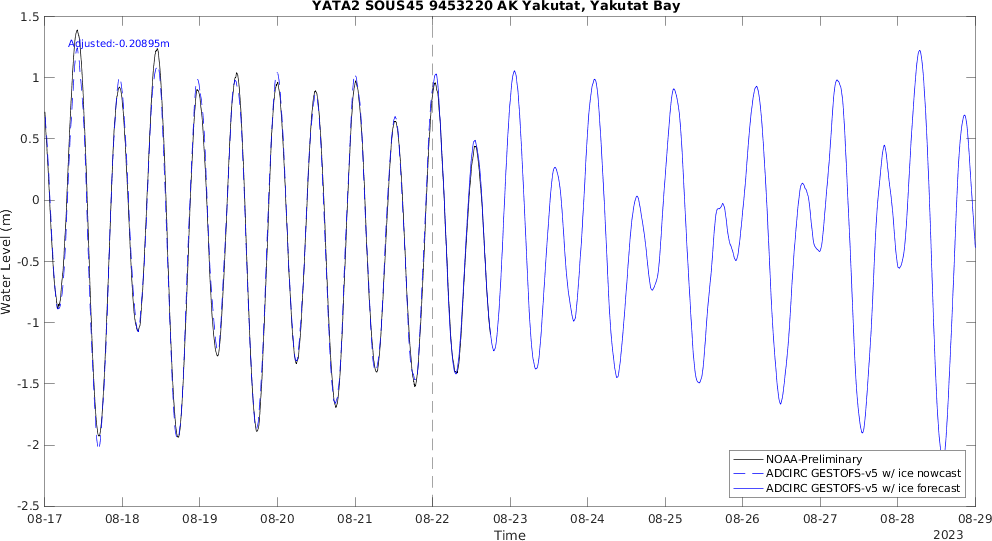 YATA2 SOUS45 9453220 AK Yakutat, Yakutat Bay
Adjusted:-0.20895m
1.5
1
0.5
0
-0.5
-1
-1.5
-2
-2.5
Water Level (m)
NOAA-Preliminary
ADCIRC GESTOFS-v5 w/ ice nowcast
ADCIRC GESTOFS-v5 w/ ice forecast
08-17 08-18 08-19 08-20 08-21 08-22 08-23 08-24 08-25 08-26 08-27 08-28 08-29
Time
2023